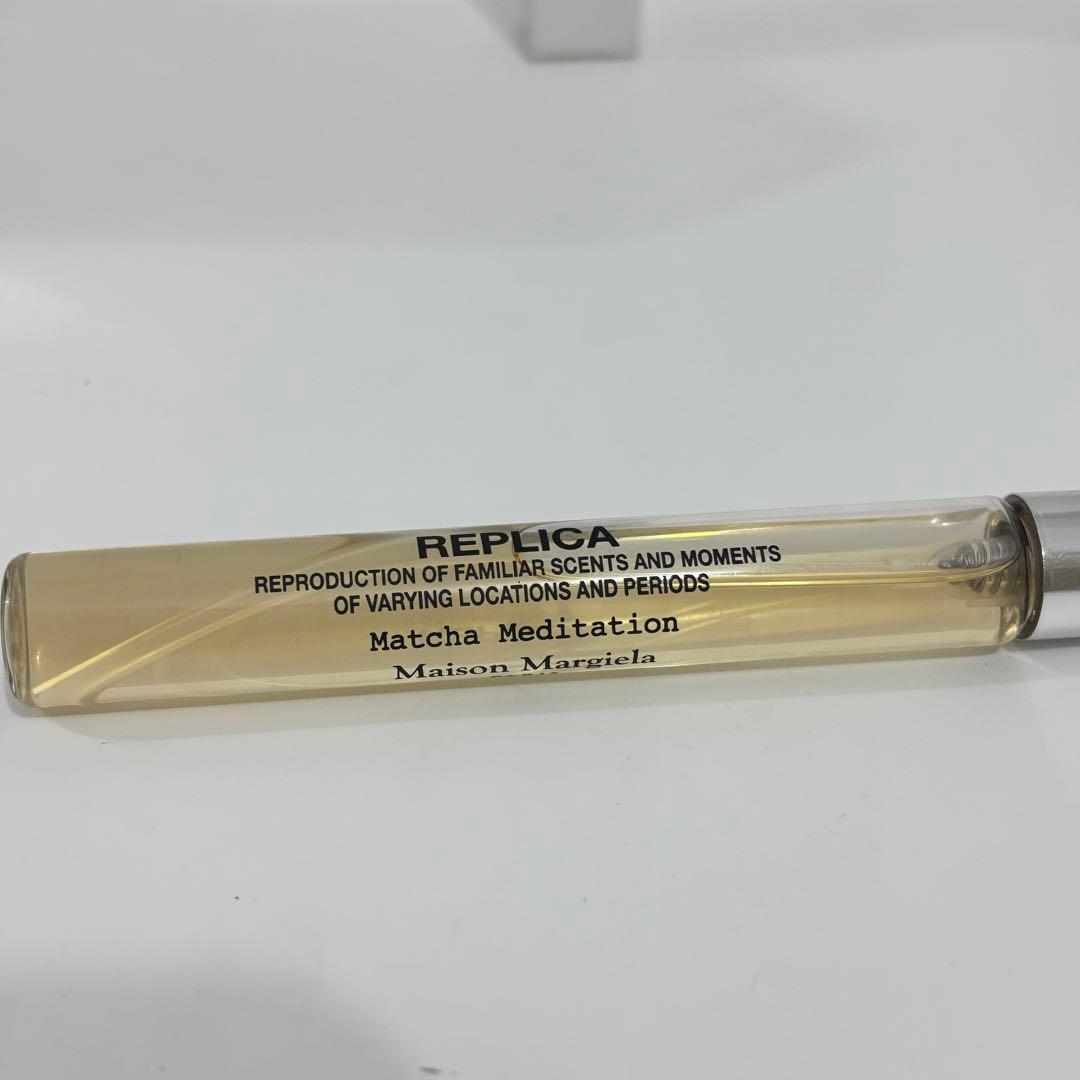 REPLICA
REPRODUCTION OF FAMILIAR SCENTS AND MOMENTS
OF VARYING LOCATIONS AND PERIODS
Matcha Meditation
Maison Margiela